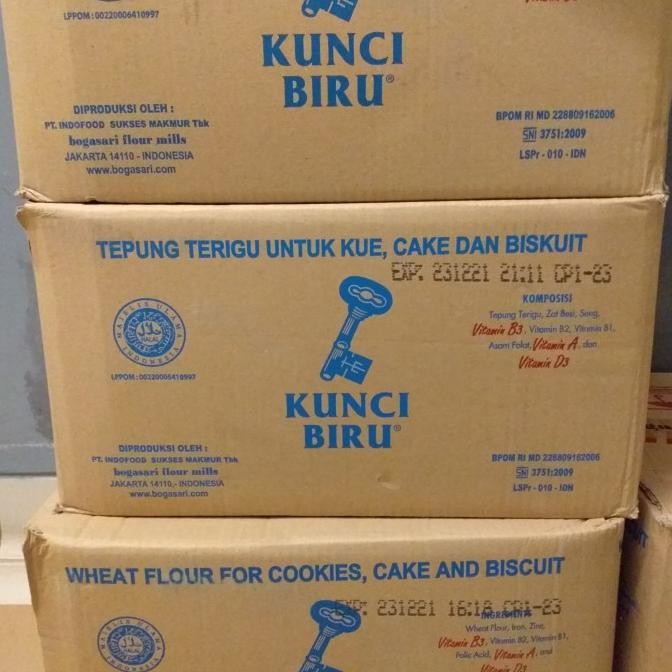 LPPOM : 00220006410997
KUNCI
BIRU®
DIPRODUKSI OLEH :
PT. INDOFOOD SUKSES MAKMUR Tbk
bogasari flour mills
JAKARTA 14110 - INDONESIA
www.bogasari.com
BPOM RI MD 228809162006
SNI 3751:2009
LSPr - 010 - IDN
TEPUNG TERIGU UNTUK KUE, CAKE DAN BISKUIT
EXP: 231221 21:11 CP1-23
MAJELIS ULAMA
HALAL
INDONESIA
LPPOM : 00220006410997
KOMPOSISI
Tepung Terigu, Zat Besi, Seng,
Vitamin B3, Vitamin B2, Vitamin B1,
Asam Folat, Vitamin A, dan
Vitamin D3
KUNCI
BIRU®
DIPRODUKSI OLEH :
PT. INDOFOOD SUKSES MAKMUR Tbk
bogasari flour mills
JAKARTA 14110,- INDONESIA
www.bogasari.com
BPOM RI MD 228809162006
SNI 3751:2009
LSPr - 010 - IDN
WHEAT FLOUR FOR COOKIES, CAKE AND BISCUIT
EXP: 231221 16:18 CP1-23
INGREDIENTS
Wheat Flour, Iron, Zinc,
Vitamin B3, Vitamin B2, Vitamin B1,
Folic Acid, Vitamin A, and
Vitamin D3